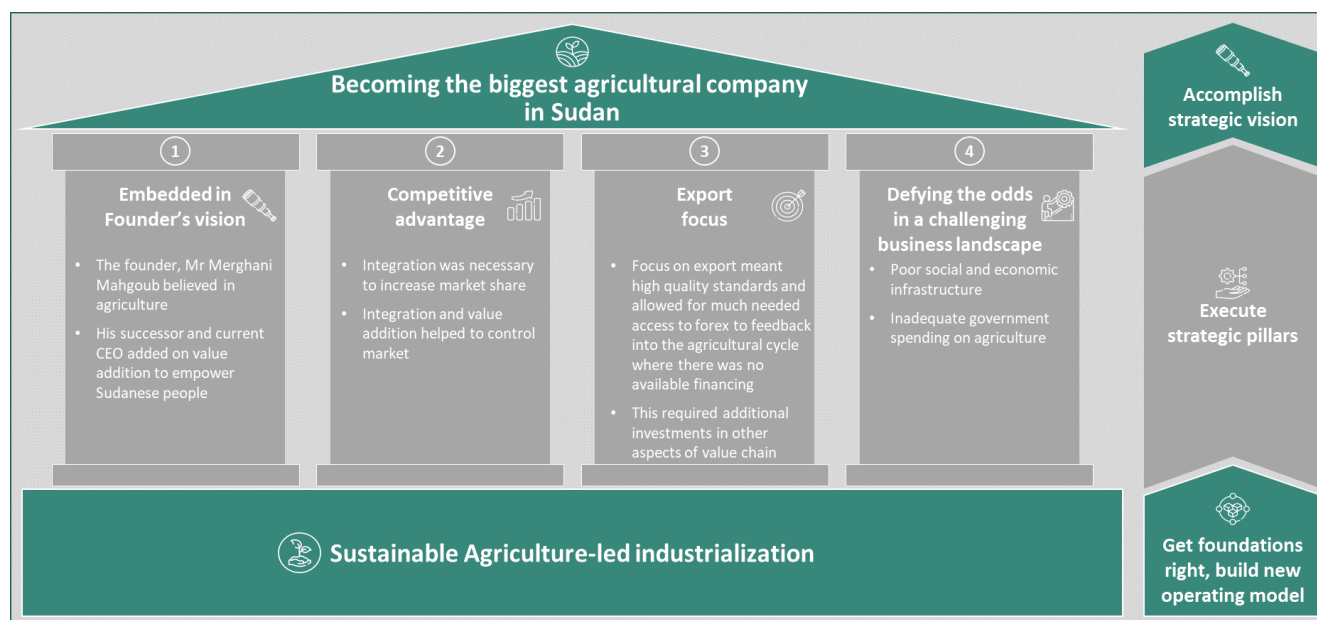 Becoming the biggest agricultural company
in Sudan
1
Embedded in
Founder's vision
• The founder, Mr Merghani
Mahgoub believed in
agriculture
• His successor and current
CEO added on value
addition to empower
Sudanese people
2
Competitive
advantage
• Integration was necessary
to increase market share
• Integration and value
addition helped to control
market
3
Export
focus
• Focus on export meant
high quality standards and
allowed for much needed
access to forex to feedback
into the agricultural cycle
where there was no
available financing
• This required additional
investments in other
aspects of value chain
4
Defying the odds
in a challenging
business landscape
• Poor social and economic
infrastructure
• Inadequate government
spending on agriculture
Sustainable Agriculture-led industrialization
Accomplish
strategic vision
Execute
strategic pillars
Get foundations
right, build new
operating model